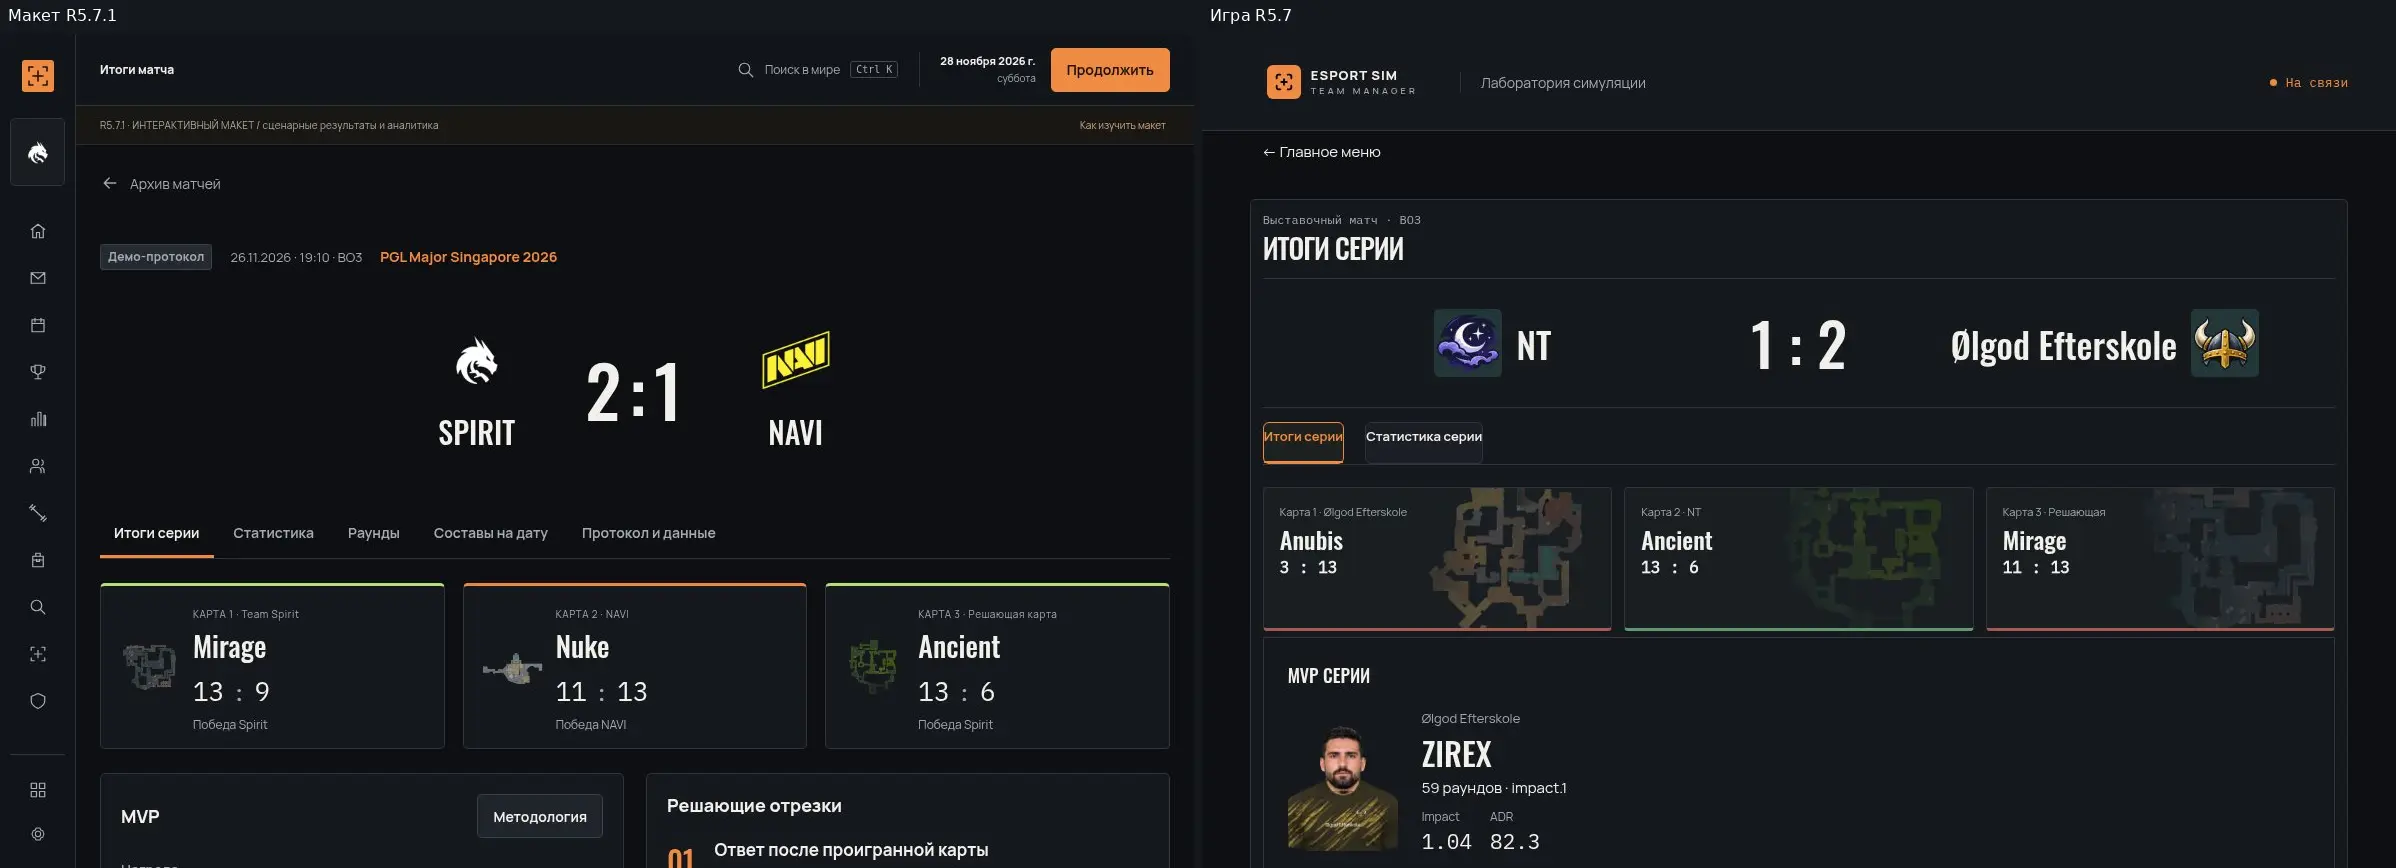 Макет R5.7.1
Итоги матча
Поиск в мире
Ctrl K
28 ноября 2026 г.
суббота
Продолжить
R5.7.1 · ИНТЕРАКТИВНЫЙ МАКЕТ / сценарные результаты и аналитика
Как изучить макет
← Архив матчей
Демо-протокол
26.11.2026 · 19:10 · BO3
PGL Major Singapore 2026
SPIRIT
2:1
NAVI
NAVI
Итоги серии
Статистика
Раунды
Составы на дату
Протокол и данные
КАРТА 1 · Team Spirit
Mirage
13 : 9
Победа Spirit
КАРТА 2 · NAVI
Nuke
11 : 13
Победа NAVI
КАРТА 3 · Решающая карта
Ancient
13 : 6
Победа Spirit
MVP
Методология
Решающие отрезки
01
Ответ после проигранной карты
Игра R5.7
ESPORT SIM
TEAM MANAGER
Лаборатория симуляции
На связи
← Главное меню
Выставочный матч · BO3
ИТОГИ СЕРИИ
NT
1 : 2
Ølgod Efterskole
Итоги серии
Статистика серии
Карта 1 · Ølgod Efterskole
Anubis
3 : 13
Карта 2 · NT
Ancient
13 : 6
Карта 3 · Решающая
Mirage
11 : 13
MVP СЕРИИ
Ølgod Efterskole
ZIREX
59 раундов · impact.1
Impact
ADR
1.04
82.3